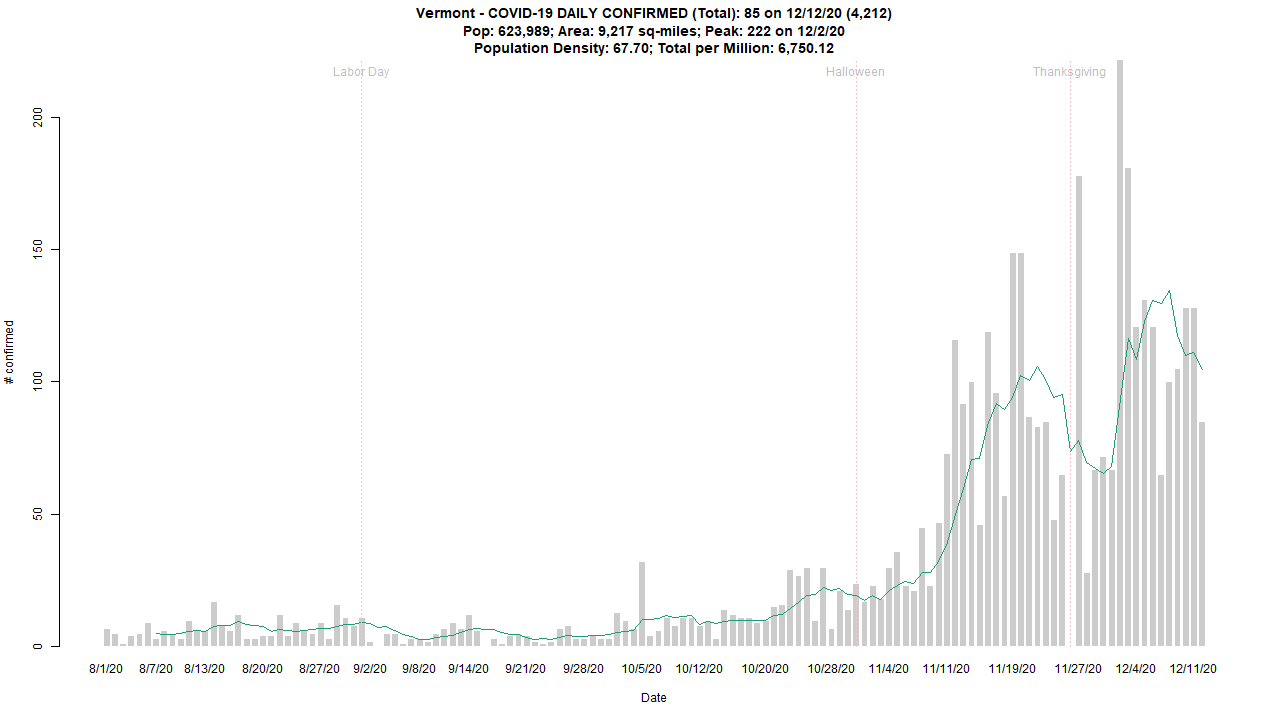 Vermont - COVID-19 DAILY CONFIRMED (Total): 85 on 12/12/20 (4,212)
Pop: 623,989; Area: 9,217 sq-miles; Peak: 222 on 12/2/20
Population Density: 67.70; Total per Million: 6,750.12
Labor Day Halloween Thanksgiving
200
150
100
50
0
# confirmed
8/1/20 8/7/20 8/13/20 8/20/20 8/27/20 9/2/20 9/8/20 9/14/20 9/21/20 9/28/20 10/5/20 10/12/20 10/20/20 10/28/20 11/4/20 11/11/20 11/19/20 11/27/20 12/4/20 12/11/20
Date